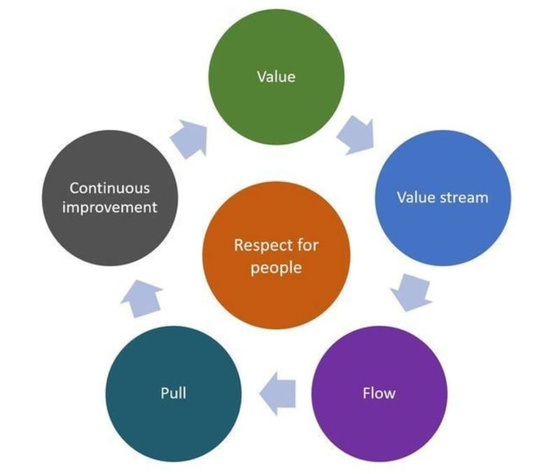 Value
Value stream
Flow
Pull
Continuous
improvement
Respect for
people